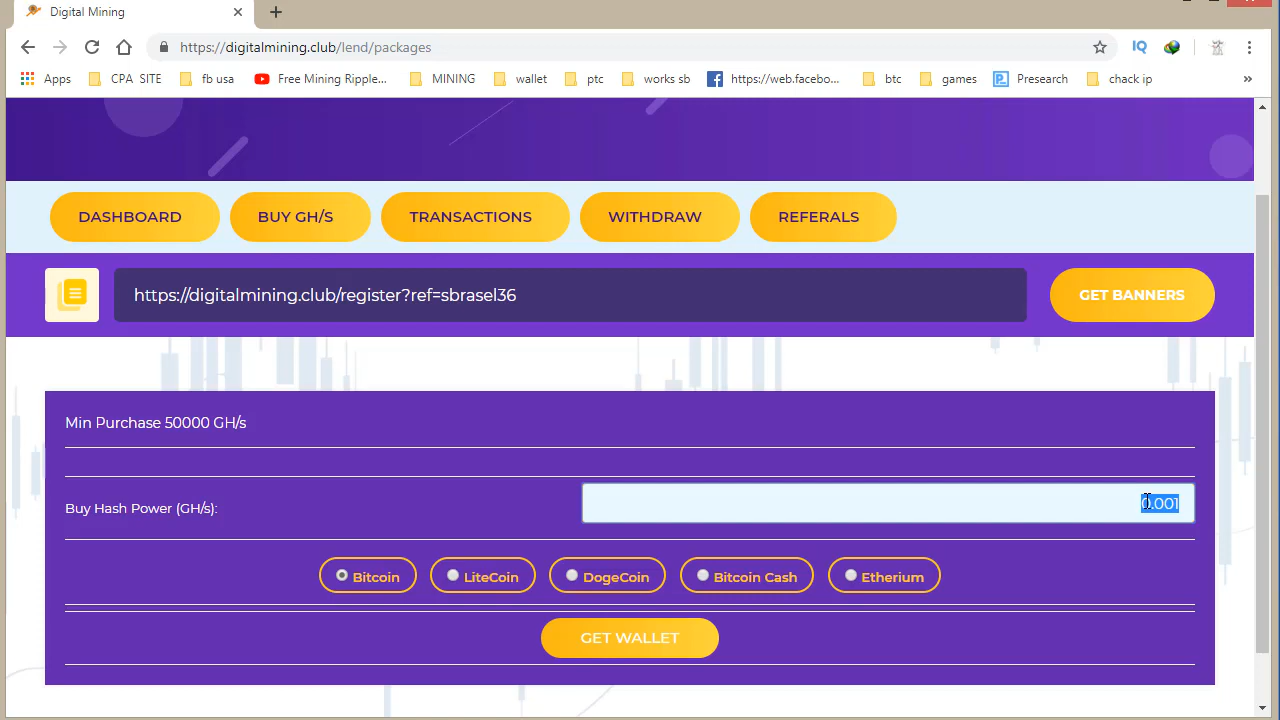 Digital Mining
https://digitalmining.club/lend/packages
IQ
Apps
CPA SITE
fb usa
Free Mining Ripple...
MINING
wallet
ptc
works sb
https://web.facebo...
btc
games
Presearch
chack ip
DASHBOARD
BUY GH/S
TRANSACTIONS
WITHDRAW
REFERALS
https://digitalmining.club/register?ref=sbrasel36
GET BANNERS
Min Purchase 50000 GH/s
Buy Hash Power (GH/s):
0.001
Bitcoin
LiteCoin
DogeCoin
Bitcoin Cash
Etherium
GET WALLET